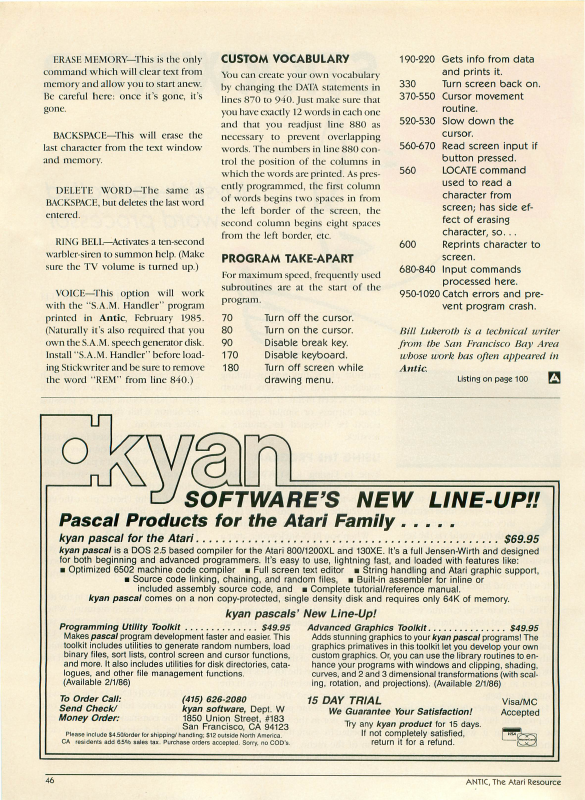 ERASE MEMORY—This is the only
command which will clear text from
memory and allow you to start anew.
Be careful here: once it's gone, it's
gone.
BACKSPACE—This will erase the
last character from the text window
and memory.
DELETE WORD—The same as
BACKSPACE, but deletes the last word
entered.
RING BELL—Activates a ten-second
warbler-siren to summon help. (Make
sure the TV volume is turned up.)
VOICE—This option will work
with the "S.A.M. Handler" program
printed in Antic, February 1985.
(Naturally it's also required that you
own the S.A.M. speech generator disk.
Install "S.A.M. Handler" before load-
ing Stickwriter and be sure to remove
the word "REM" from line 840.)
CUSTOM VOCABULARY
You can create your own vocabulary
by changing the DATA statements in
lines 870 to 940. Just make sure that
you have exactly 12 words in each one
and that you readjust line 880 as
necessary to prevent overlapping
words. The numbers in line 880 con-
trol the position of the columns in
which the words are printed. As pres-
ently programmed, the first column
of words begins two spaces in from
the left border of the screen, the
second column begins eight spaces
from the left border, etc.
PROGRAM TAKE-APART
For maximum speed, frequently used
subroutines are at the start of the
program.
70 Turn off the cursor.
80 Turn on the cursor.
90 Disable break key.
170 Disable keyboard.
180 Turn off screen while
drawing menu.
190-220 Gets info from data
and prints it.
330 Turn screen back on.
370-550 Cursor movement
routine.
520-530 Slow down the
cursor.
560-670 Read screen input if
button pressed.
560 LOCATE command
used to read a
character from
screen; has side ef-
fect of erasing
character, so. . .
600 Reprints character to
screen.
680-840 Input commands
processed here.
950-1020 Catch errors and pre-
vent program crash.
Bill Lukeroth is a technical writer
from the San Francisco Bay Area
whose work has often appeared in
Antic.
Listing on page 100
kyan
SOFTWARE'S NEW LINE-UP!!
Pascal Products for the Atari Family . . . . .
kyan pascal for the Atari . . . . . . . . . . . . . . . . . . . . . . . . . . . . . . . . . . . . . . . . . . . . . $69.95
kyan pascal is a DOS 2.5 based compiler for the Atari 800/1200XL and 130XE. It's a full Jensen-Wirth and designed
for both beginning and advanced programmers. It's easy to use, lightning fast, and loaded with features like:
■ Optimized 6502 machine code compiler ■ Full screen text editor ■ String handling and Atari graphic support,
■ Source code linking, chaining, and random files, ■ Built-in assembler for inline or
included assembly source code, and ■ Complete tutorial/reference manual.
kyan pascal comes on a non copy-protected, single density disk and requires only 64K of memory.
kyan pascals' New Line-Up!
Programming Utility Toolkit . . . . . . . . . . . . . $49.95
Makes pascal program development faster and easier. This
toolkit includes utilities to generate random numbers, load
binary files, sort lists, control screen and cursor functions,
and more. It also includes utilities for disk directories, cata-
logues, and other file management functions.
(Available 2/1/86)
Advanced Graphics Toolkit . . . . . . . . . . . . . $49.95
Adds stunning graphics to your kyan pascal programs! The
graphics primatives in this toolkit let you develop your own
custom graphics. Or, you can use the library routines to en-
hance your programs with windows and clipping, shading,
curves, and 2 and 3 dimensional transformations (with scal-
ing, rotation, and projections). (Available 2/1/86)
To Order Call: (415) 626-2080
Send Check/ kyan software, Dept. W
Money Order: 1850 Union Street, #183
San Francisco, CA 94123
Please include $4.50/order for shipping/ handling; $12 outside North America.
CA residents add 6.5% sales tax. Purchase orders accepted. Sorry, no COD's.
15 DAY TRIAL
We Guarantee Your Satisfaction!
Try any kyan product for 15 days.
If not completely satisfied,
return it for a refund.
Visa/MC
Accepted
VISA
46
ANTIC, The Atari Resource